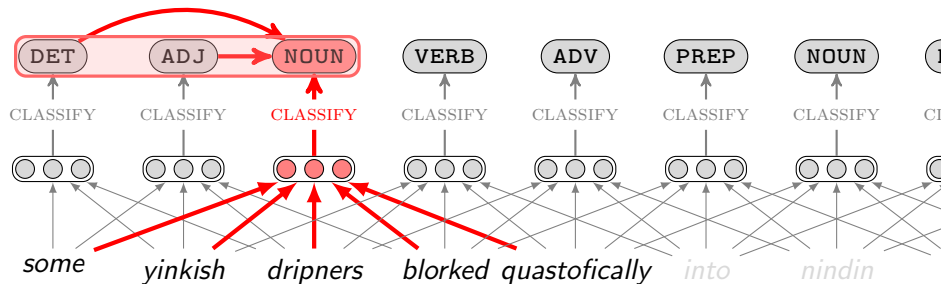 DET ADJ NOUN VERB ADV PREP NOUN
CLASSIFY CLASSIFY CLASSIFY CLASSIFY CLASSIFY CLASSIFY CLASSIFY
some yinkish dripners blorked quastofically into nindin